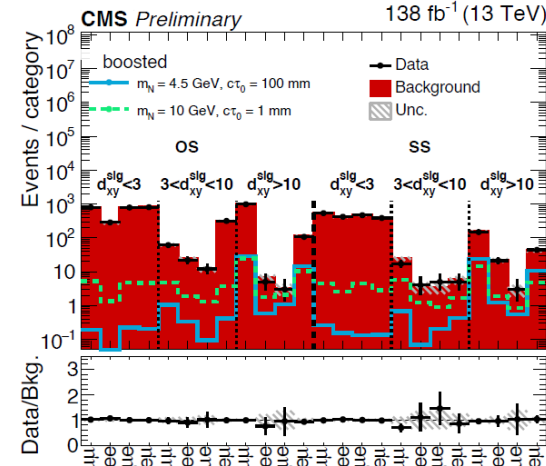 CMS Preliminary 138 fb⁻¹ (13 TeV)
Events / category
10⁸
10⁷
10⁶
10⁵
10⁴
10³
10²
10
1
10⁻¹
boosted
m_N = 4.5 GeV, cτ₀ = 100 mm
m_N = 10 GeV, cτ₀ = 1 mm
Data
Background
Unc.
OS SS
d_xy^sig<3 3<d_xy^sig<10 d_xy^sig>10 d_xy^sig<3 3<d_xy^sig<10 d_xy^sig>10
Data/Bkg.
3
2
1
0